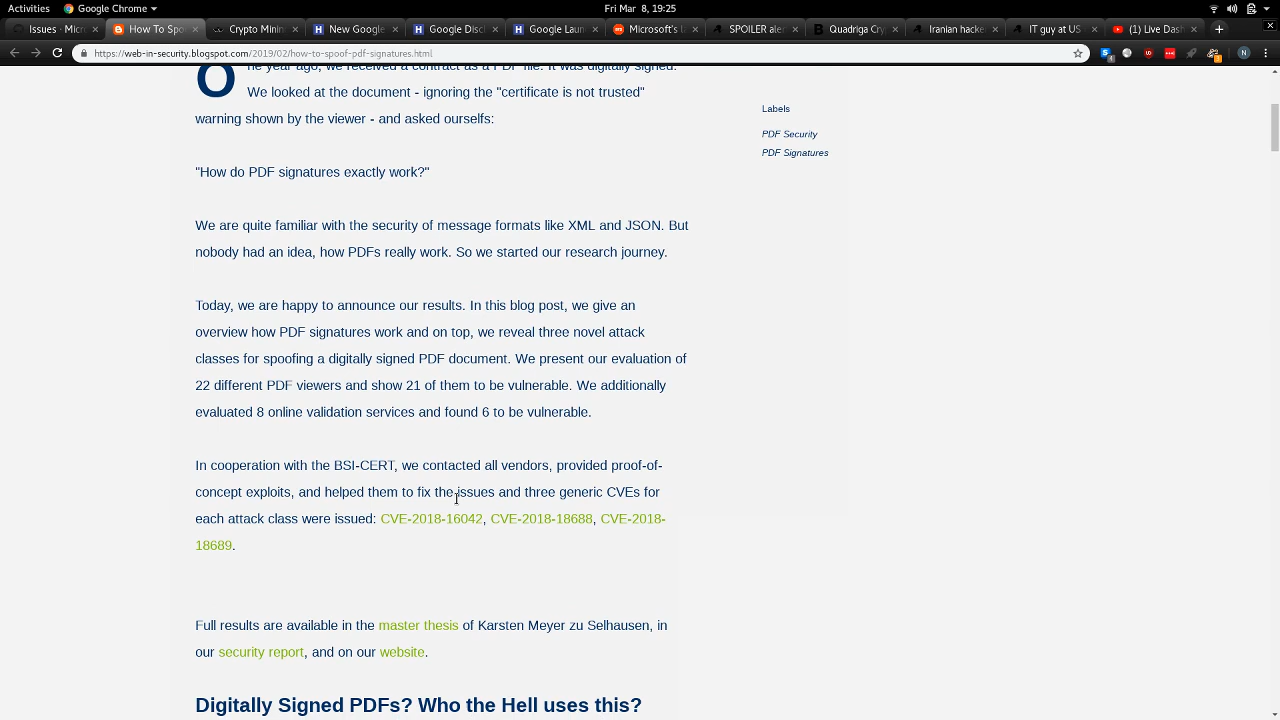 Activities
Google Chrome
Fri Mar 8, 19:25
Issues - Micro
How To Spo
Crypto Minin
New Google
Google Discl
Google Laun
Microsoft's L
SPOILER aler
Quadriga Cry
Iranian hacke
IT guy at US
(1) Live Dash
https://web-in-security.blogspot.com/2019/02/how-to-spoof-pdf-signatures.html
One year ago, we received a contract as a PDF file. It was digitally signed.
We looked at the document - ignoring the "certificate is not trusted"
warning shown by the viewer - and asked ourselfs:
"How do PDF signatures exactly work?"
We are quite familiar with the security of message formats like XML and JSON. But
nobody had an idea, how PDFs really work. So we started our research journey.
Today, we are happy to announce our results. In this blog post, we give an
overview how PDF signatures work and on top, we reveal three novel attack
classes for spoofing a digitally signed PDF document. We present our evaluation of
22 different PDF viewers and show 21 of them to be vulnerable. We additionally
evaluated 8 online validation services and found 6 to be vulnerable.
In cooperation with the BSI-CERT, we contacted all vendors, provided proof-of-
concept exploits, and helped them to fix the issues and three generic CVEs for
each attack class were issued: CVE-2018-16042, CVE-2018-18688, CVE-2018-
18689.
Full results are available in the master thesis of Karsten Meyer zu Selhausen, in
our security report, and on our website.
Digitally Signed PDFs? Who the Hell uses this?
Labels
PDF Security
PDF Signatures